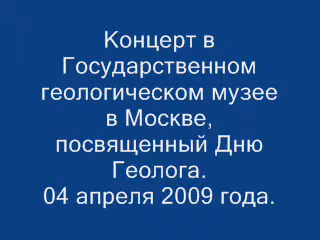 Концерт в
Государственном
геологическом музее
в Москве,
посвященный Дню
Геолога.
04 апреля 2009 года.